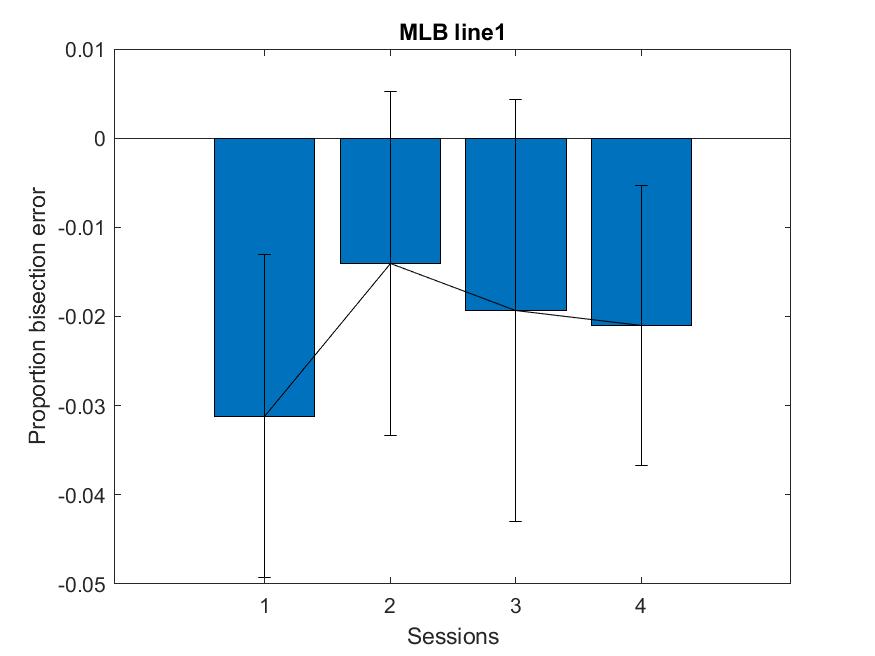 MLB line1
0.01
0
-0.01
-0.02
-0.03
-0.04
-0.05
Proportion bisection error
1 2 3 4
Sessions